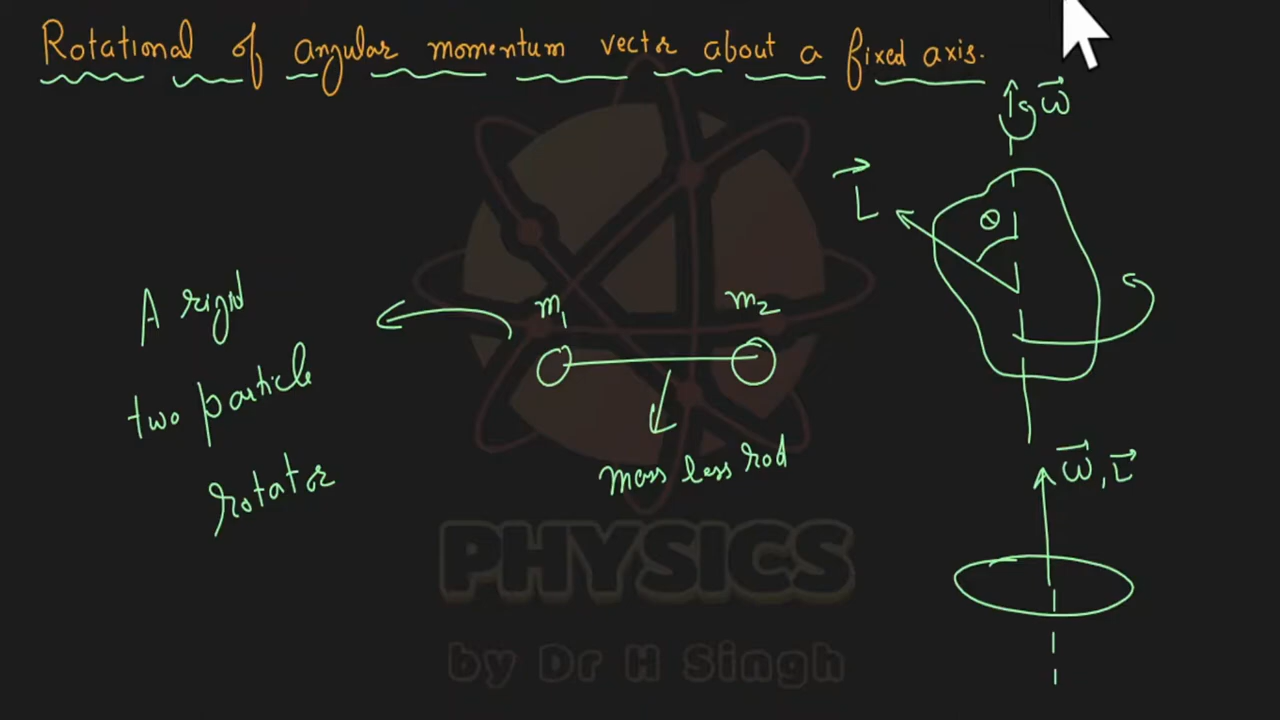 Rotational of angular momentum vector about a fixed axis.
ω
L
θ
A rigid
two particle
rotator
m1
m2
mass less rod
ω, L
PHYSICS
by Dr H Singh